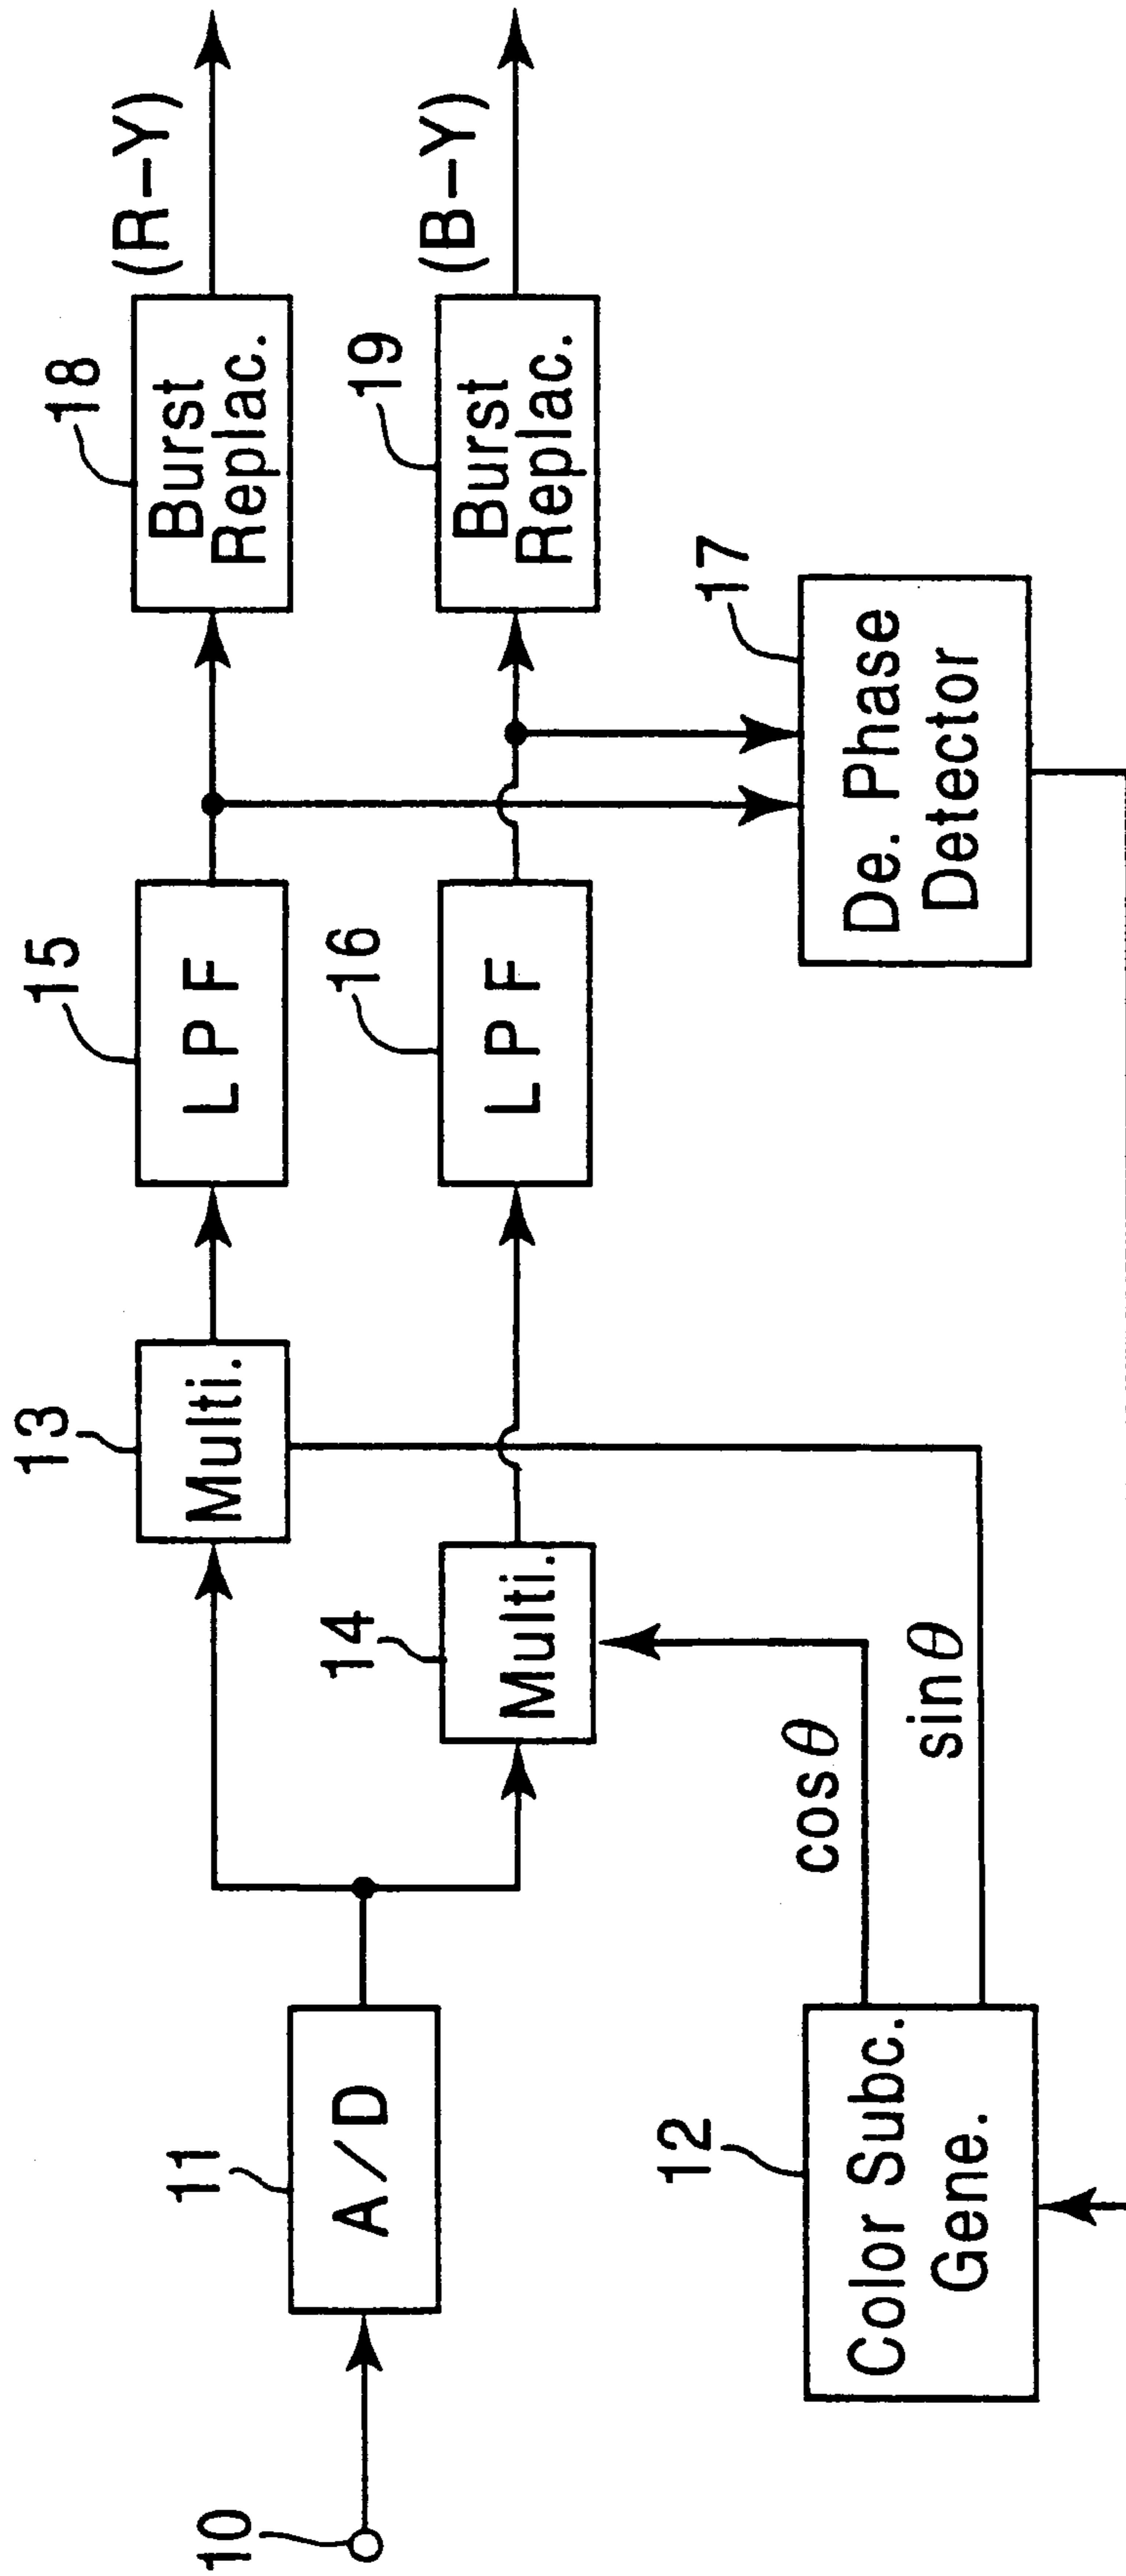 10
11
A/D
12
Color Subc.
Gene.
cosθ
sinθ
13
Multi.
14
Multi.
15
LPF
16
LPF
17
De. Phase
Detector
18
Burst
Replac.
19
Burst
Replac.
(R-Y)
(B-Y)